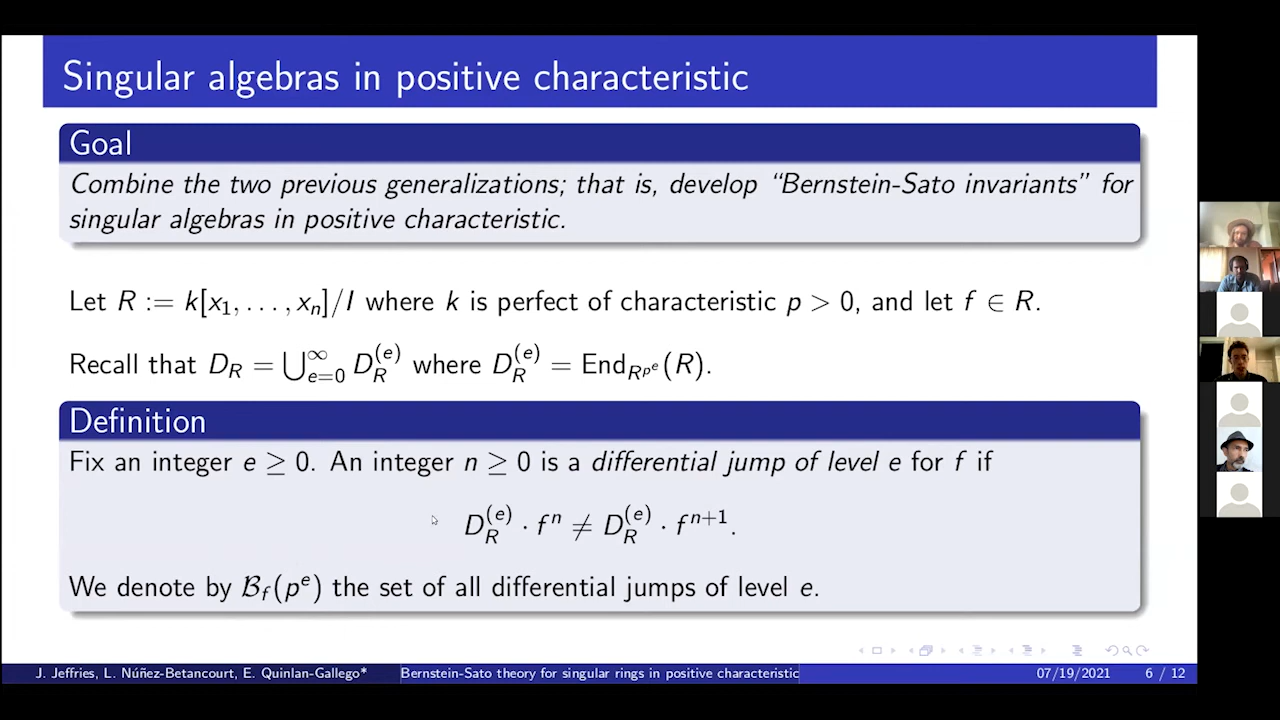 Singular algebras in positive characteristic
Goal
Combine the two previous generalizations; that is, develop “Bernstein-Sato invariants” for
singular algebras in positive characteristic.
Let R := k[x₁, . . . , xₙ]/I where k is perfect of characteristic p > 0, and let f ∈ R.
Recall that D_R = ⋃_{e=0}^{∞} D_R^{(e)} where D_R^{(e)} = End_{R^{p^e}}(R).
Definition
Fix an integer e ≥ 0. An integer n ≥ 0 is a differential jump of level e for f if
D_R^{(e)} · f^n ≠ D_R^{(e)} · f^{n+1}.
We denote by ℬ_f(p^e) the set of all differential jumps of level e.
J. Jeffries, L. Núñez-Betancourt, E. Quinlan-Gallego* Bernstein-Sato theory for singular rings in positive characteristic 07/19/2021 6 / 12